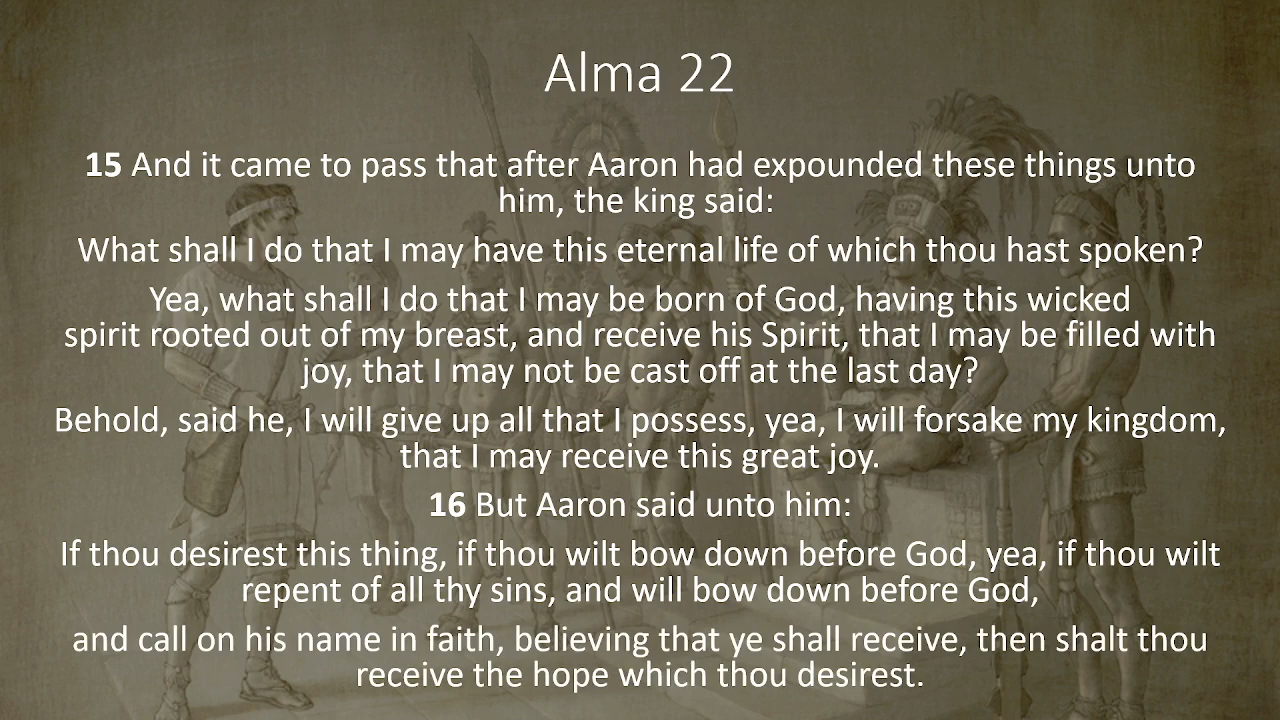 Alma 22
15 And it came to pass that after Aaron had expounded these things unto
him, the king said:
What shall I do that I may have this eternal life of which thou hast spoken?
Yea, what shall I do that I may be born of God, having this wicked
spirit rooted out of my breast, and receive his Spirit, that I may be filled with
joy, that I may not be cast off at the last day?
Behold, said he, I will give up all that I possess, yea, I will forsake my kingdom,
that I may receive this great joy.
16 But Aaron said unto him:
If thou desirest this thing, if thou wilt bow down before God, yea, if thou wilt
repent of all thy sins, and will bow down before God,
and call on his name in faith, believing that ye shall receive, then shalt thou
receive the hope which thou desirest.